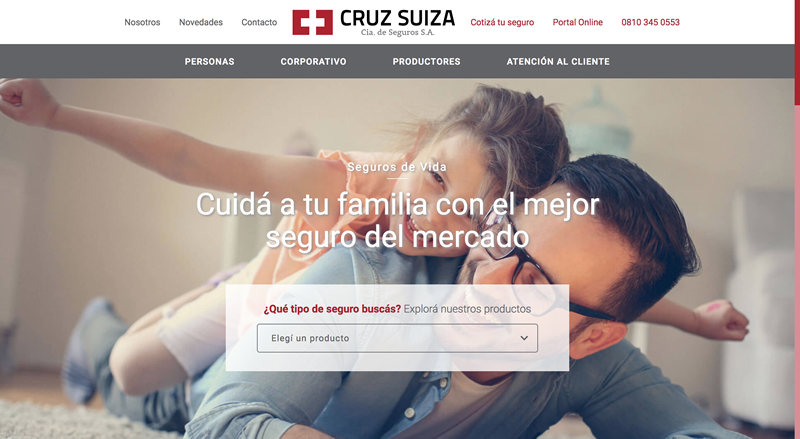 Nosotros
Novedades
Contacto
CRUZ SUIZA
Cia. de Seguros S.A.
Cotizá tu seguro
Portal Online
0810 345 0553
PERSONAS
CORPORATIVO
PRODUCTORES
ATENCIÓN AL CLIENTE
Seguros de Vida
Cuidá a tu familia con el mejor
seguro del mercado
¿Qué tipo de seguro buscás? Explorá nuestros productos
Elegí un producto